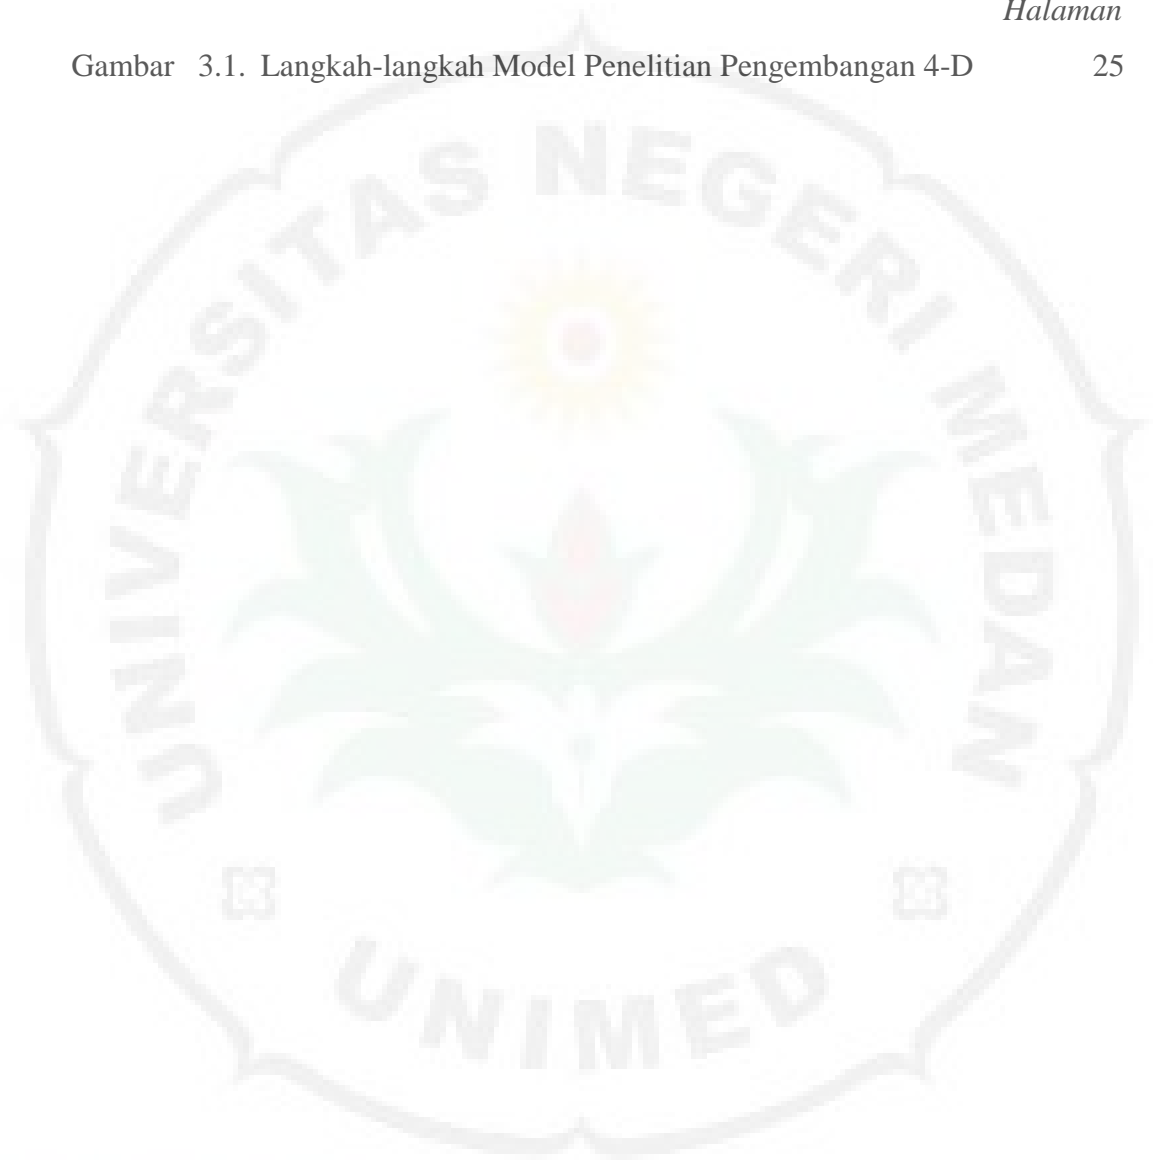 Halaman
Gambar 3.1. Langkah-langkah Model Penelitian Pengembangan 4-D 25
UNIVERSITAS NEGERI MEDAN
UNIMED